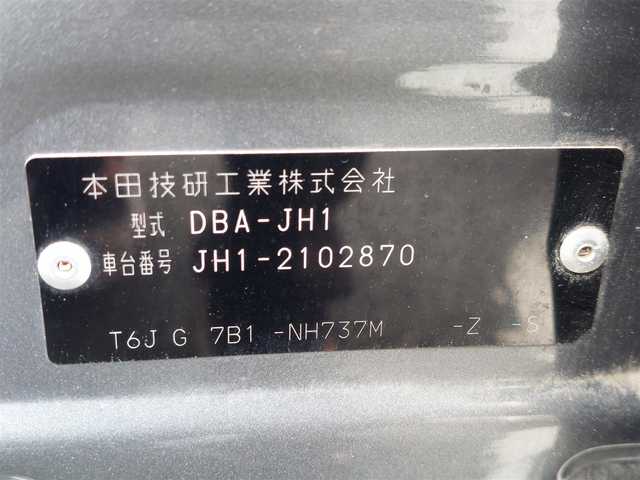 本田技研工業株式会社
型式 DBA-JH1
車台番号 JH1-2102870
T6J G 7B1 -NH737M -Z -S